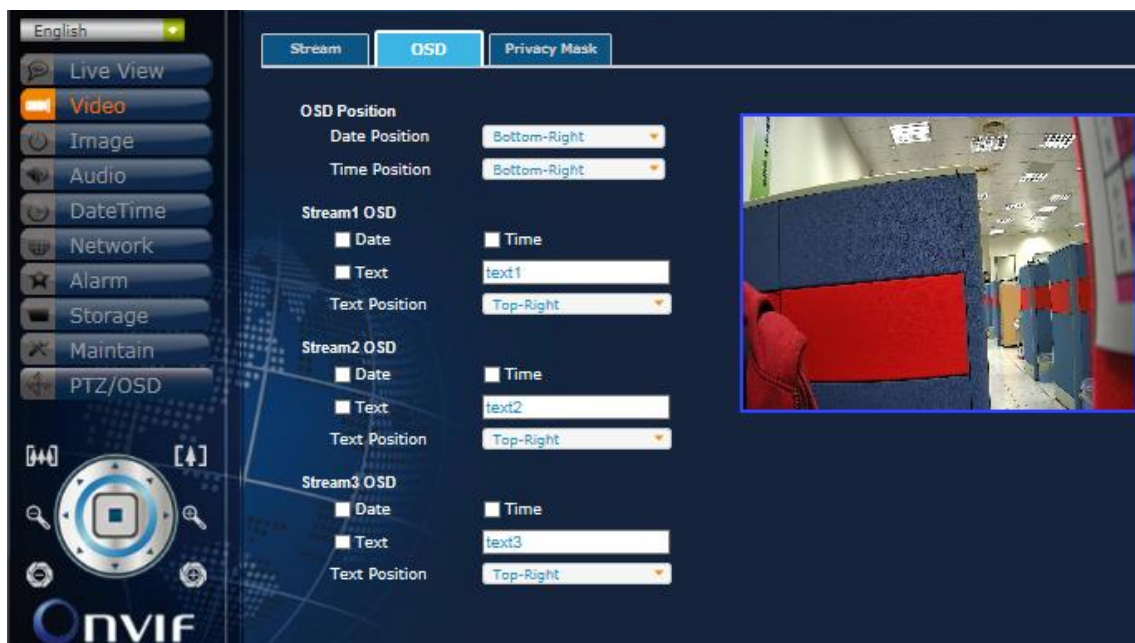 English
Live View
Video
Image
Audio
DateTime
Network
Alarm
Storage
Maintain
PTZ/OSD
Onvif
Stream OSD Privacy Mask
OSD Position
Date Position Bottom-Right
Time Position Bottom-Right
Stream1 OSD
Date Time
Text text1
Text Position Top-Right
Stream2 OSD
Date Time
Text text2
Text Position Top-Right
Stream3 OSD
Date Time
Text text3
Text Position Top-Right